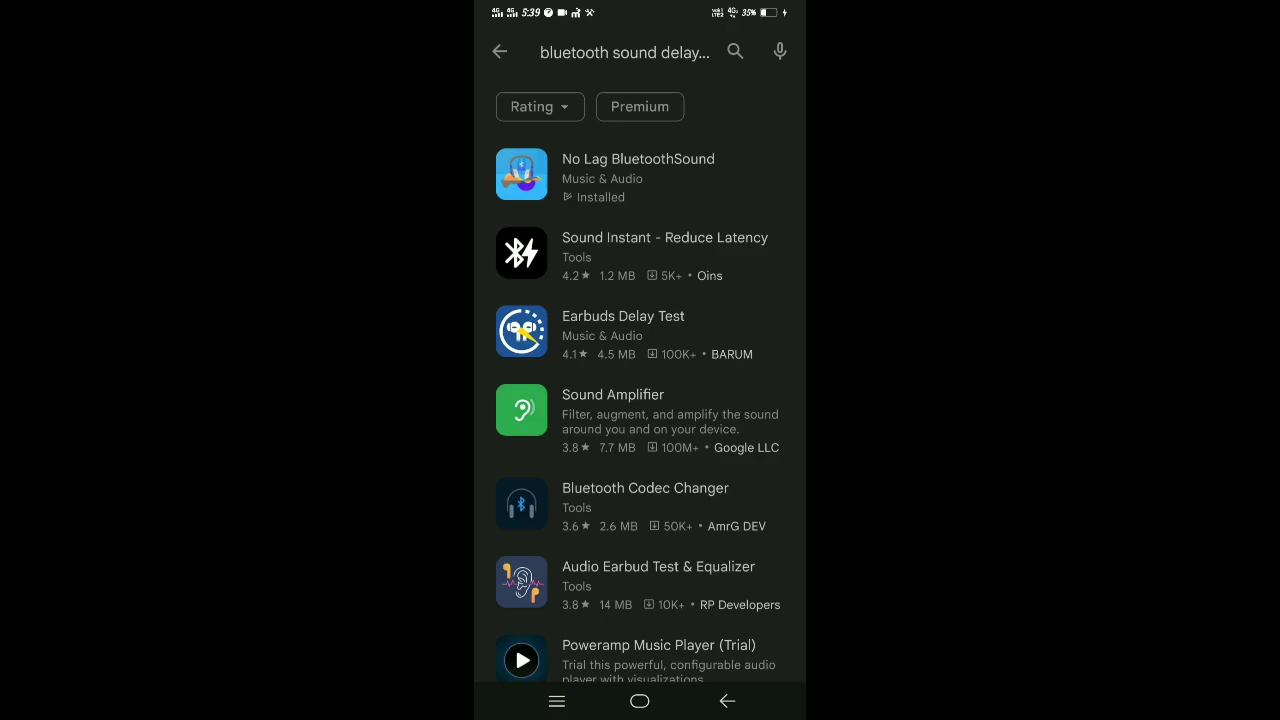 5:39
35%
bluetooth sound delay...
Rating
Premium
No Lag BluetoothSound
Music & Audio
Installed
Sound Instant - Reduce Latency
Tools
4.2★ 1.2 MB 5K+ • Oins
Earbuds Delay Test
Music & Audio
4.1★ 4.5 MB 100K+ • BARUM
Sound Amplifier
Filter, augment, and amplify the sound
around you and on your device.
3.8★ 7.7 MB 100M+ • Google LLC
Bluetooth Codec Changer
Tools
3.6★ 2.6 MB 50K+ • AmrG DEV
Audio Earbud Test & Equalizer
Tools
3.8★ 14 MB 10K+ • RP Developers
Poweramp Music Player (Trial)
Trial this powerful, configurable audio
player with visualizations